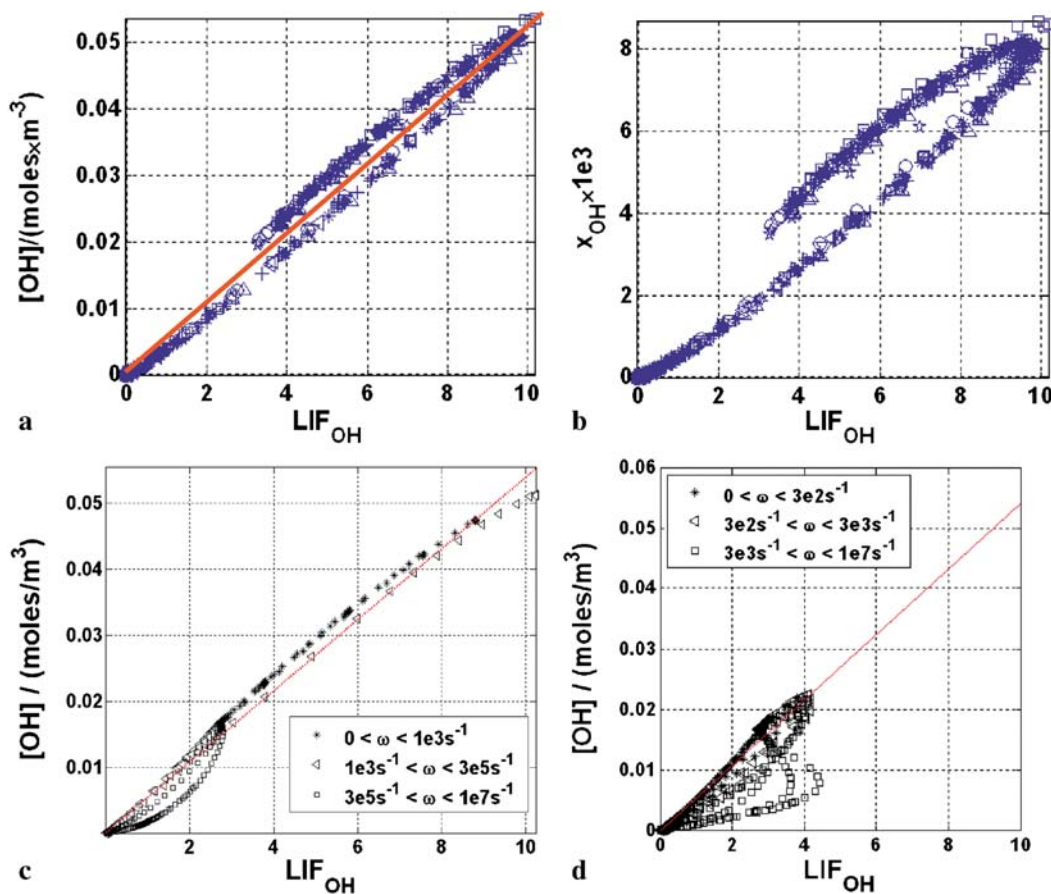 0.05
0.04
0.03
0.02
0.01
0
[OH]/(moles×m⁻³)
0 2 4 6 8 10
LIF_OH
a
8
6
4
2
0
x_OH×1e3
0 2 4 6 8 10
LIF_OH
b
0.05
0.04
0.03
0.02
0.01
[OH] / (moles/m³)
0 < ω < 1e3s⁻¹
1e3s⁻¹ < ω < 3e5s⁻¹
3e5s⁻¹ < ω < 1e7s⁻¹
0 2 4 6 8 10
LIF_OH
c
0.06
0.05
0.04
0.03
0.02
0.01
0
[OH] / (moles/m³)
0 < ω < 3e2s⁻¹
3e2s⁻¹ < ω < 3e3s⁻¹
3e3s⁻¹ < ω < 1e7s⁻¹
0 2 4 6 8 10
LIF_OH
d